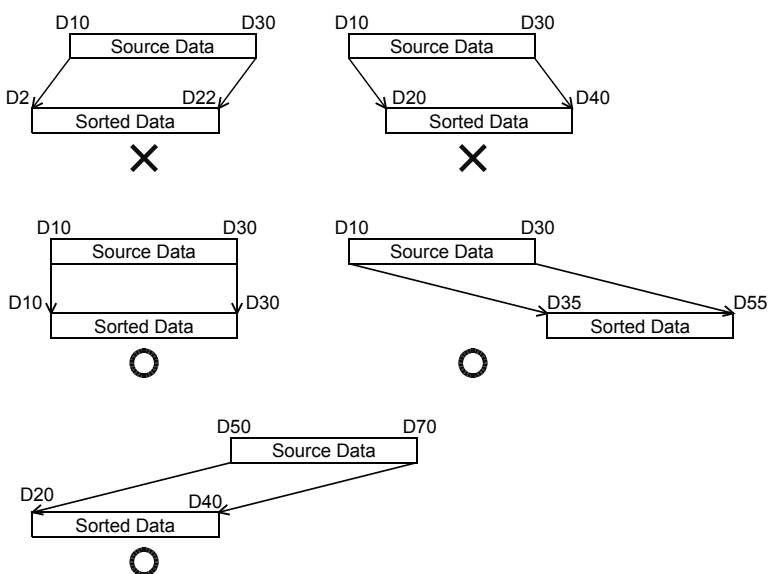 D10 D30 D10 D30
Source Data Source Data
D2 D22 D20 D40
Sorted Data Sorted Data
D10 D30 D10 D30
Source Data Source Data
D10 D30 D35 D55
Sorted Data Sorted Data
D50 D70
Source Data
D20 D40
Sorted Data